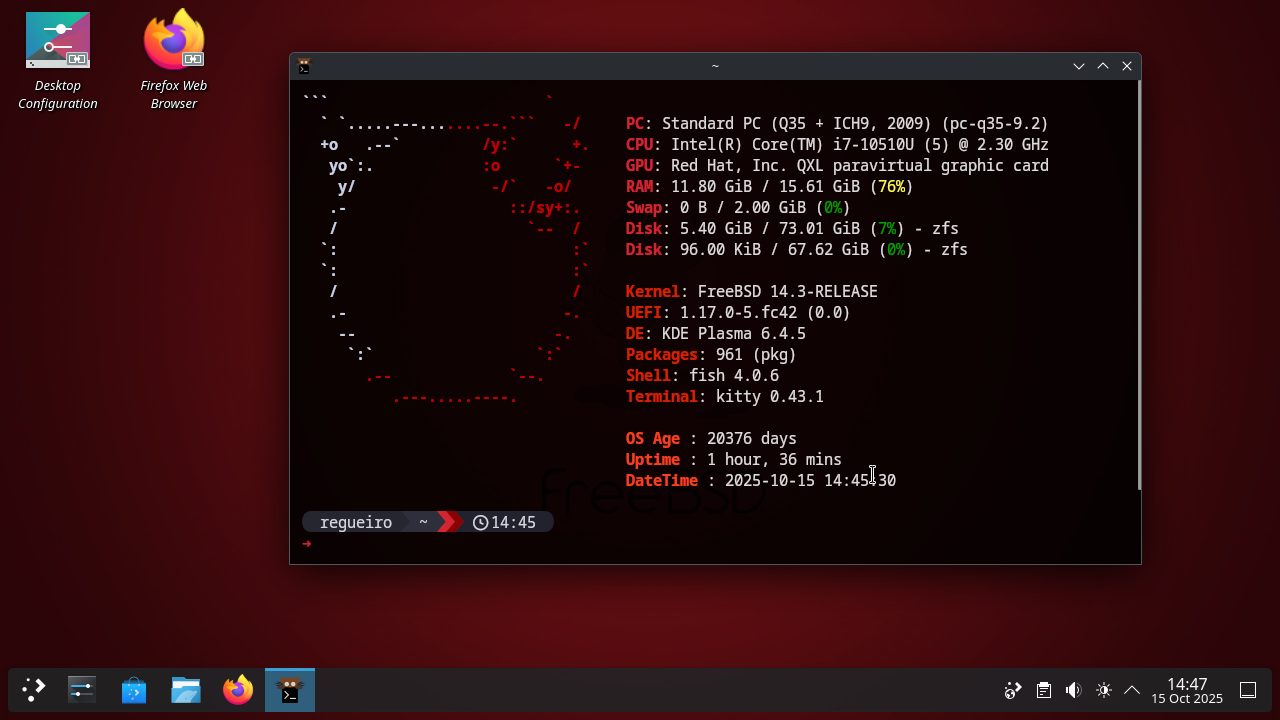 Desktop
Configuration
Firefox Web
Browser
~
PC: Standard PC (Q35 + ICH9, 2009) (pc-q35-9.2)
CPU: Intel(R) Core(TM) i7-10510U (5) @ 2.30 GHz
GPU: Red Hat, Inc. QXL paravirtual graphic card
RAM: 11.80 GiB / 15.61 GiB (76%)
Swap: 0 B / 2.00 GiB (0%)
Disk: 5.40 GiB / 73.01 GiB (7%) - zfs
Disk: 96.00 KiB / 67.62 GiB (0%) - zfs
Kernel: FreeBSD 14.3-RELEASE
UEFI: 1.17.0-5.fc42 (0.0)
DE: KDE Plasma 6.4.5
Packages: 961 (pkg)
Shell: fish 4.0.6
Terminal: kitty 0.43.1
OS Age : 20376 days
Uptime : 1 hour, 36 mins
DateTime : 2025-10-15 14:45:30
FreeBSD
regueiro ~ 14:45
➜
14:47
15 Oct 2025